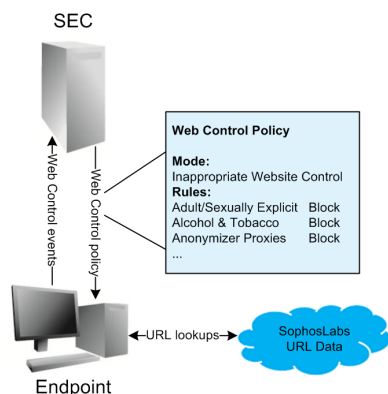 SEC
Web Control events
Web Control policy
Web Control Policy
Mode:
Inappropriate Website Control
Rules:
Adult/Sexually Explicit Block
Alcohol & Tobacco Block
Anonymizer Proxies Block
...
URL lookups
SophosLabs
URL Data
Endpoint